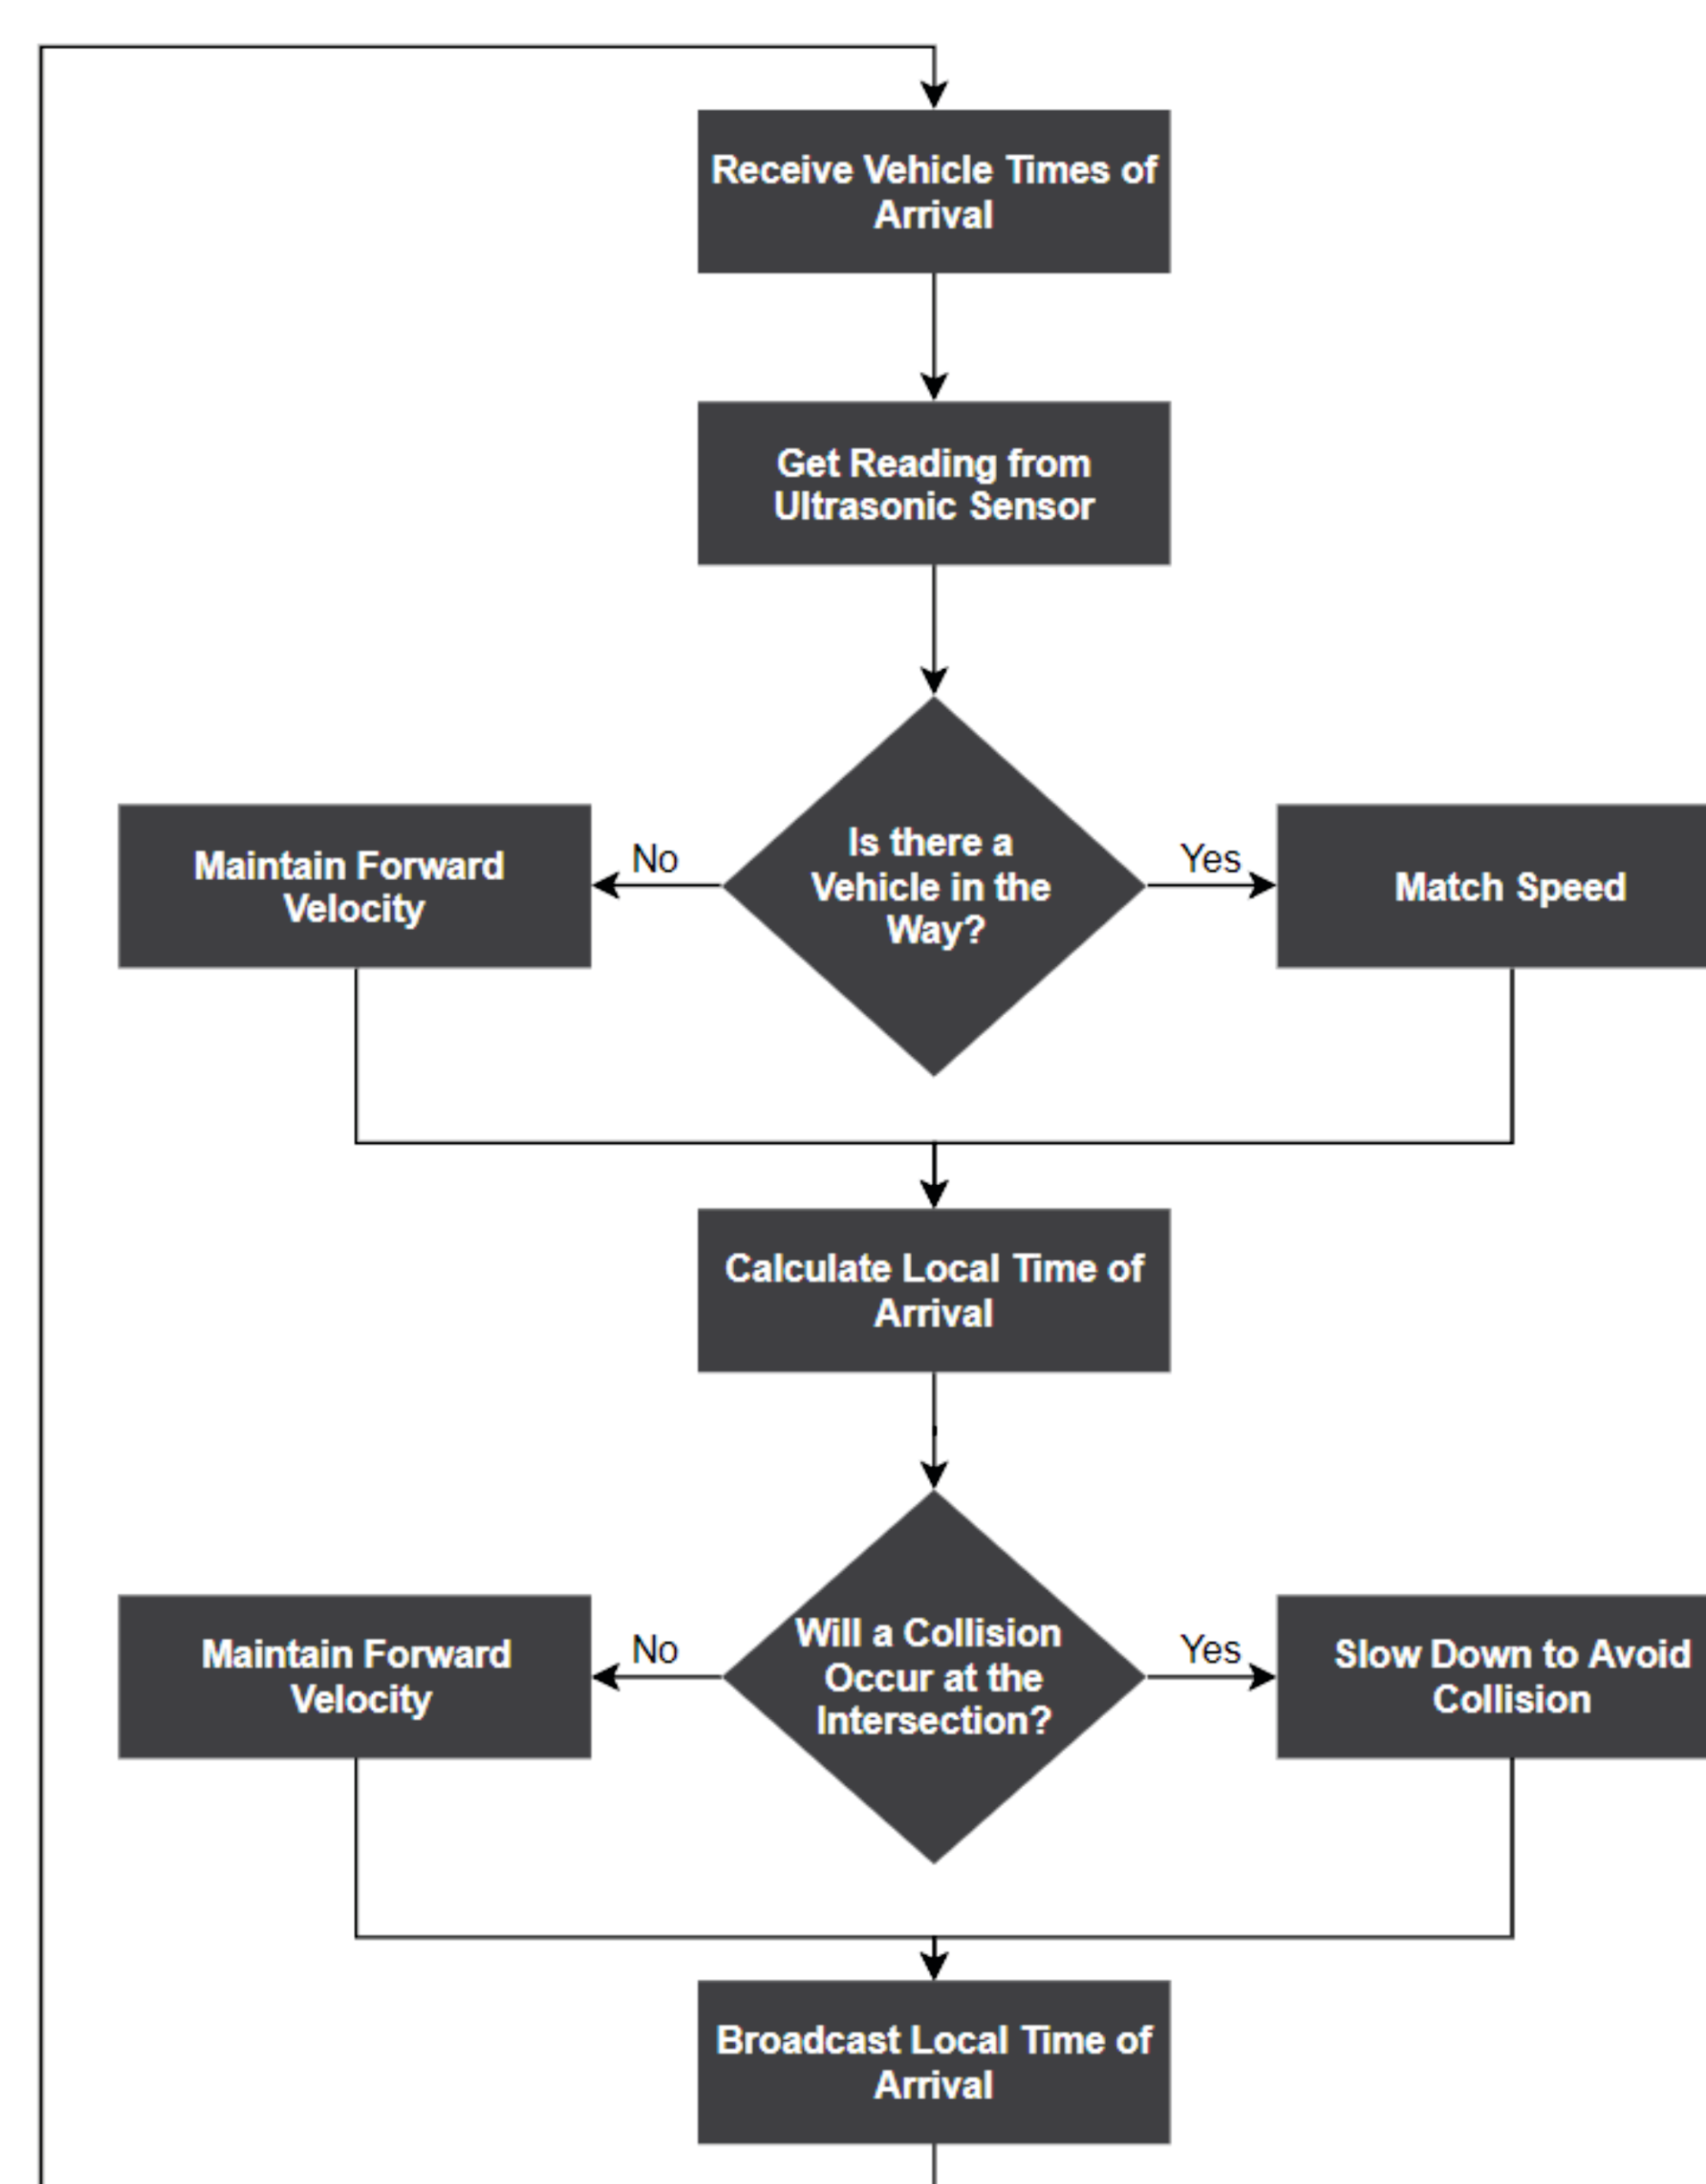 Receive Vehicle Times of
Arrival
Get Reading from
Ultrasonic Sensor
Is there a
Vehicle in the
Way?
No
Yes
Maintain Forward
Velocity
Match Speed
Calculate Local Time of
Arrival
Will a Collision
Occur at the
Intersection?
No
Yes
Maintain Forward
Velocity
Slow Down to Avoid
Collision
Broadcast Local Time of
Arrival